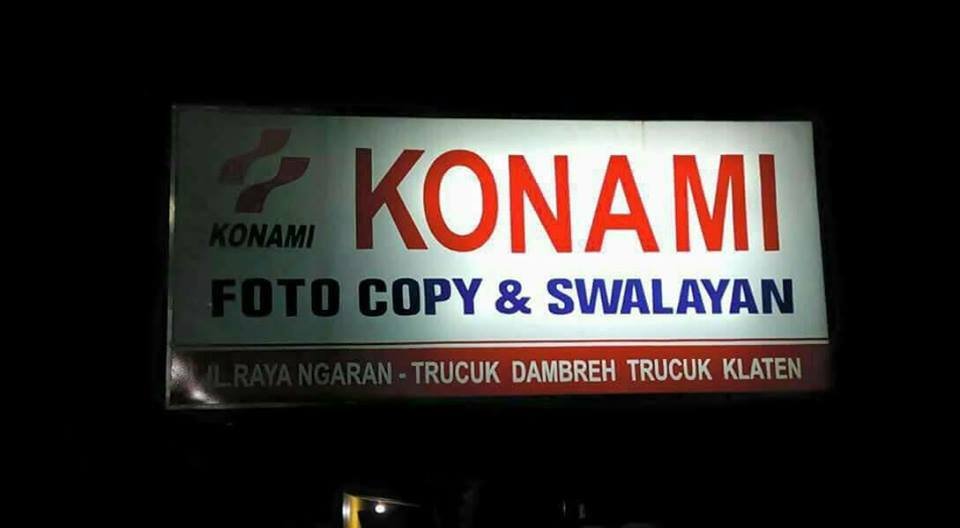 KONAMI
KONAMI
FOTO COPY & SWALAYAN
JL.RAYA NGARAN - TRUCUK DAMBREH TRUCUK KLATEN